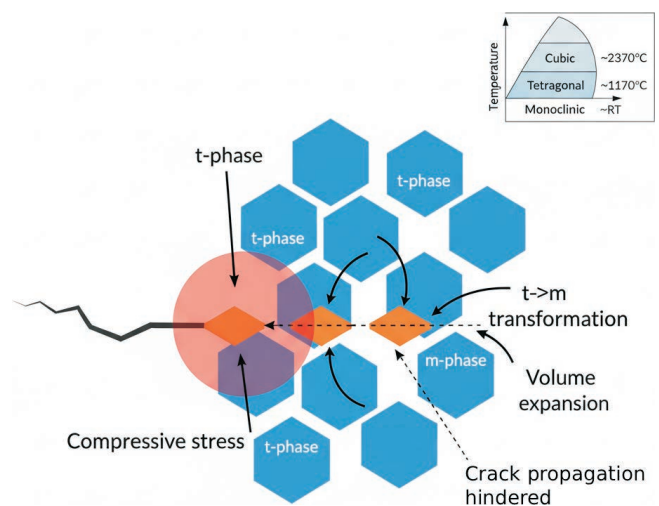 Temperature
Cubic
~2370°C
Tetragonal
~1170°C
Monoclinic
~RT
t-phase
t-phase
t-phase
t->m
transformation
m-phase
Volume
expansion
Compressive stress
t-phase
Crack propagation
hindered